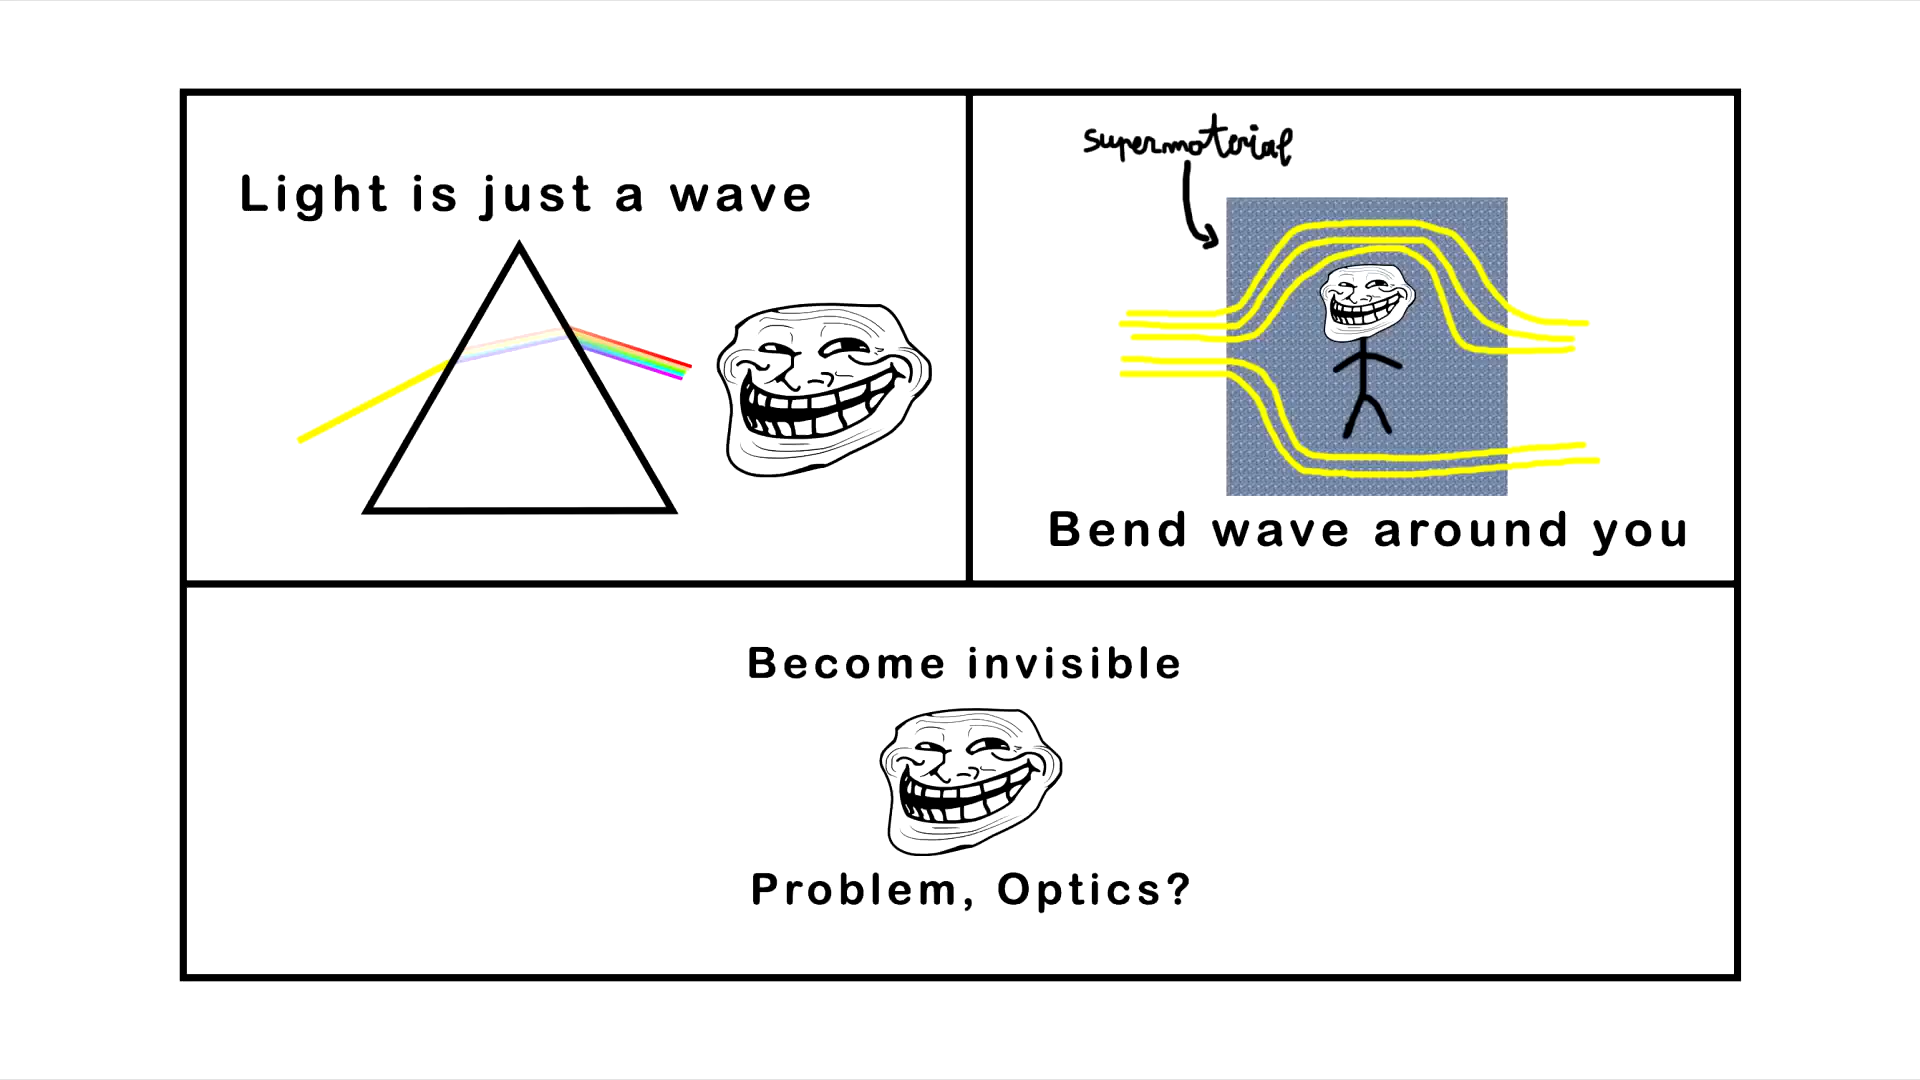 Light is just a wave
supermaterial
Bend wave around you
Become invisible
Problem, Optics?